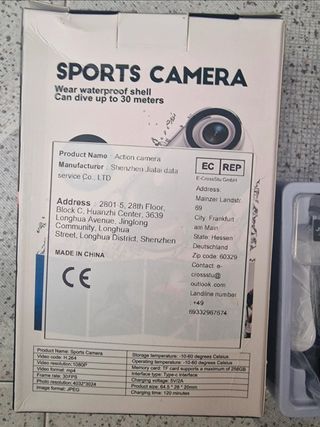 SPORTS CAMERA
Wear waterproof shell
Can dive up to 30 meters
Product Name : Action camera
Manufacturer : Shenzhen Jiatai data
service Co., LTD
Address : 2801-5, 28th Floor,
Block C, Huanzhi Center, 3639
Longhua Avenue, Jinglong
Community, Longhua
Street, Longhua District, Shenzhen
MADE IN CHINA
CE
EC REP
E-CrossStu GmbH
Address:
Mainzer Landstr.
69
City: Frankfurt
am Main
State: Hessen
Deutschland
Zip code: 60329
Contact: e-
crossstu@
outlook.com
Landline number
: +49
69332967674
Product Name: Sports Camera
Video code: H.264
Video resolution: 1080P
Video format: mp4
Frame rate: 30FPS
Photo resolution: 4032*3024
Image format: JPEG
Storage temperature: -10-60 degrees Celsius
Operating temperature: -10-60 degrees Celsius
Memory card: TF card supports a maximum of 256GB
Interface type: Type-c interface
Charging voltage: 5V/2A
Product size: 64.5 * 26 * 20mm
Charging time: 120 minutes